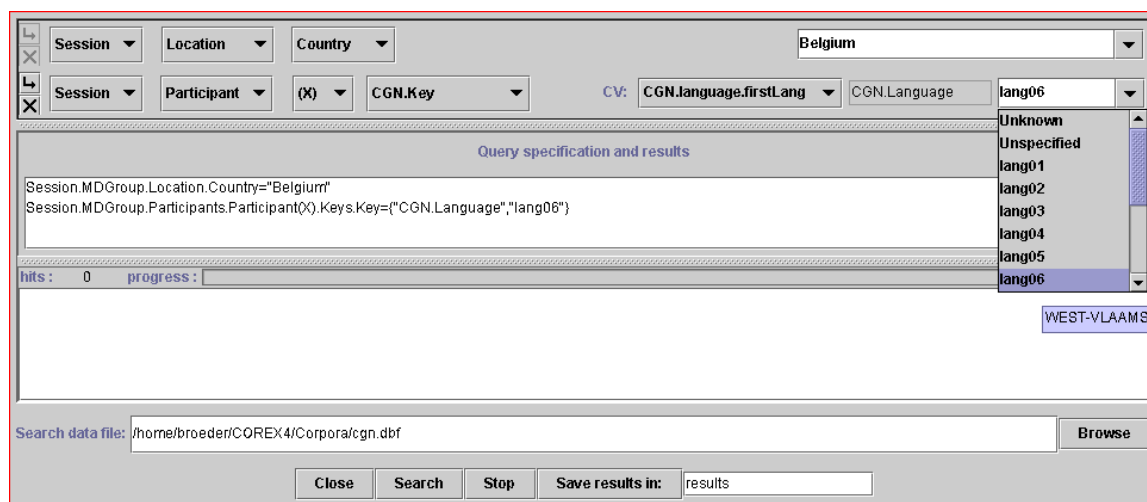 Session Location Country Belgium
Session Participant (X) CGN.Key CV: CGN.language.firstLang CGN.Language lang06
Unknown
Unspecified
lang01
lang02
lang03
lang04
lang05
lang06
WEST-VLAAMS
Query specification and results
Session.MDGroup.Location.Country="Belgium"
Session.MDGroup.Participants.Participant(X).Keys.Key={"CGN.Language","lang06"}
hits : 0 progress :
Search data file: /home/broeder/COREX4/Corpora/cgn.dbf Browse
Close Search Stop Save results in: results